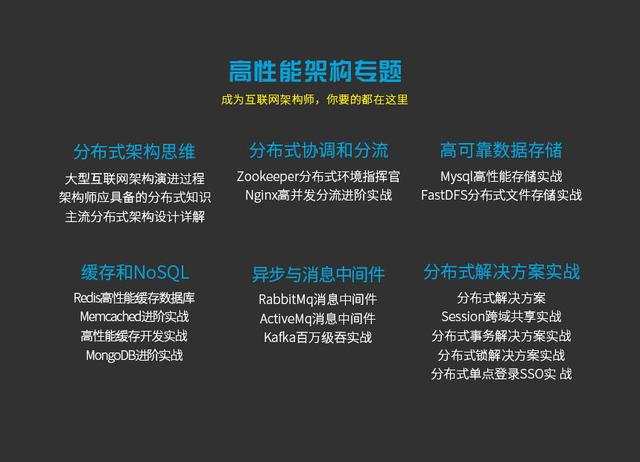 高性能架构专题
成为互联网架构师，你要的都在这里
分布式架构思维
大型互联网架构演进过程
架构师应具备的分布式知识
主流分布式架构设计详解
分布式协调和分流
Zookeeper分布式环境指挥官
Nginx高并发分流进阶实战
高可靠数据存储
Mysql高性能存储实战
FastDFS分布式文件存储实战
缓存和NoSQL
Redis高性能缓存数据库
Memcached进阶实战
高性能缓存开发实战
MongoDB进阶实战
异步与消息中间件
RabbitMq消息中间件
ActiveMq消息中间件
Kafka百万级吞实战
分布式解决方案实战
分布式解决方案
Session跨域共享实战
分布式事务解决方案实战
分布式锁解决方案实战
分布式单点登录SSO实 战